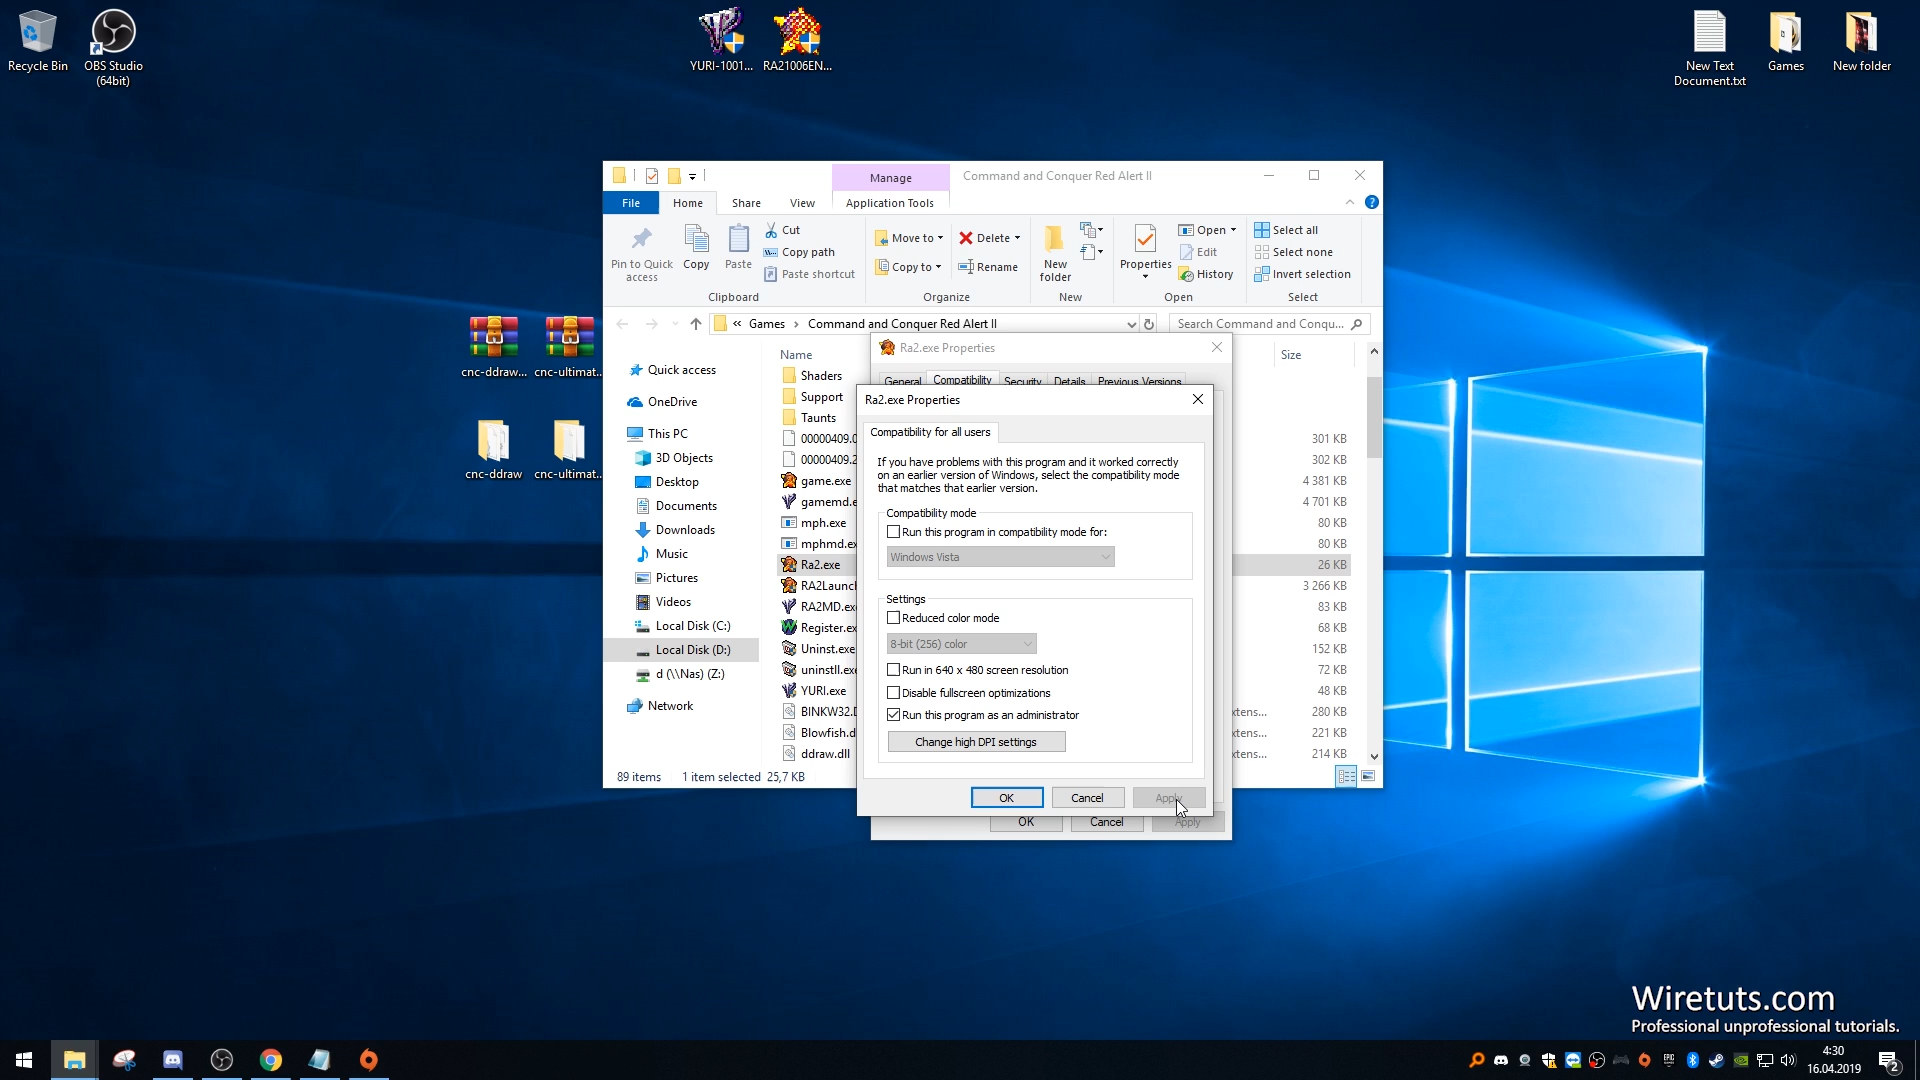 Recycle Bin
OBS Studio
(64bit)
YURI-1001...
RA21006EN...
New Text
Document.txt
Games
New folder
cnc-ddraw...
cnc-ultimat...
cnc-ddraw
cnc-ultimat...
Manage
Command and Conquer Red Alert II
File
Home
Share
View
Application Tools
Pin to Quick
access
Copy
Paste
Cut
Copy path
Paste shortcut
Clipboard
Move to
Copy to
Delete
Rename
Organize
New
folder
New
Properties
Open
Edit
History
Open
Select all
Select none
Invert selection
Select
« Games › Command and Conquer Red Alert II
Search Command and Conqu...
Quick access
OneDrive
This PC
3D Objects
Desktop
Documents
Downloads
Music
Pictures
Videos
Local Disk (C:)
Local Disk (D:)
d (\\Nas) (Z:)
Network
Name
Size
Shaders
Support
Taunts
00000409.0
301 KB
00000409.2
302 KB
game.exe
4 381 KB
gamemd.e
4 701 KB
mph.exe
80 KB
mphmd.ex
80 KB
Ra2.exe
26 KB
RA2Launc
3 266 KB
RA2MD.ex
83 KB
Register.ex
68 KB
Uninst.exe
152 KB
uninstll.ex
72 KB
YURI.exe
48 KB
BINKW32.D
xtens...
280 KB
Blowfish.d
xtens...
221 KB
ddraw.dll
xtens...
214 KB
89 items
1 item selected 25,7 KB
Ra2.exe Properties
General
Compatibility
Security
Details
Previous Versions
Ra2.exe Properties
Compatibility for all users
If you have problems with this program and it worked correctly
on an earlier version of Windows, select the compatibility mode
that matches that earlier version.
Compatibility mode
Run this program in compatibility mode for:
Windows Vista
Settings
Reduced color mode
8-bit (256) color
Run in 640 x 480 screen resolution
Disable fullscreen optimizations
Run this program as an administrator
Change high DPI settings
OK
Cancel
Apply
OK
Cancel
Apply
Wiretuts.com
Professional unprofessional tutorials.
EPIC
4:30
16.04.2019
2